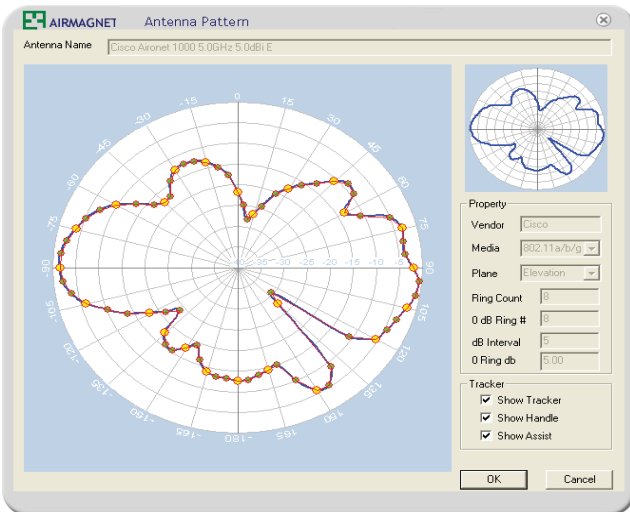 AIRMAGNET Antenna Pattern
Antenna Name Cisco Aironet 1000 5.0GHz 5.0dBi E
0
-15 15
-30 30
-45 45
-60 60
-75 75
-90 -40 -35 -30 -25 -20 -15 -10 -5 90
-105 105
-120 120
-135 135
-150 150
-165 165
-180
Property
Vendor Cisco
Media 802.11a/b/g
Plane Elevation
Ring Count 8
0 dB Ring # 8
dB Interval 5
0 Ring db 5.00
Tracker
Show Tracker
Show Handle
Show Assist
OK Cancel